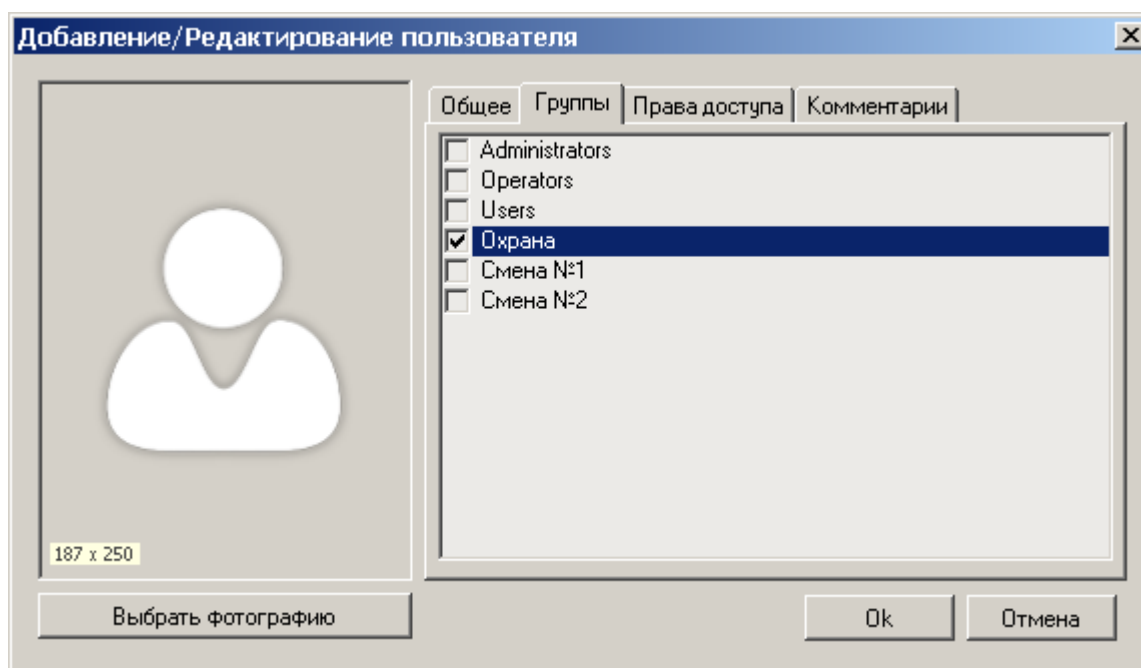 Добавление/Редактирование пользователя
Общее Группы Права доступа Комментарии
Administrators
Operators
Users
Охрана
Смена №1
Смена №2
187 x 250
Выбрать фотографию
Ok Отмена